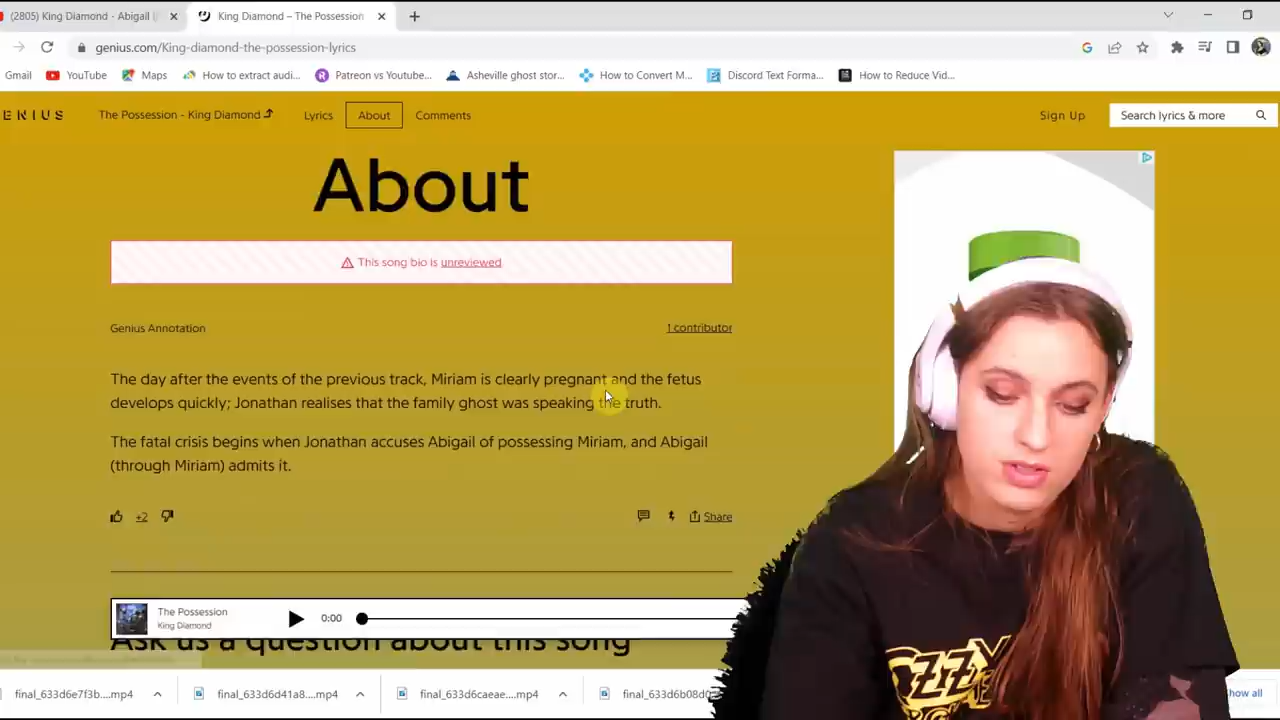 (2805) King Diamond - Abigail
King Diamond – The Possession
genius.com/King-diamond-the-possession-lyrics
Gmail YouTube Maps How to extract audi... Patreon vs Youtube... Asheville ghost stor... How to Convert M... Discord Text Forma... How to Reduce Vid...
ENIUS The Possession - King Diamond Lyrics About Comments Sign Up Search lyrics & more
About
This song bio is unreviewed
Genius Annotation 1 contributor
The day after the events of the previous track, Miriam is clearly pregnant and the fetus
develops quickly; Jonathan realises that the family ghost was speaking the truth.
The fatal crisis begins when Jonathan accuses Abigail of possessing Miriam, and Abigail
(through Miriam) admits it.
+2 Share
The Possession
King Diamond
0:00
Ask us a question about this song
final_633d6e7f3b....mp4 final_633d6d41a8....mp4 final_633d6caeae....mp4 final_633d6b08d0 how all